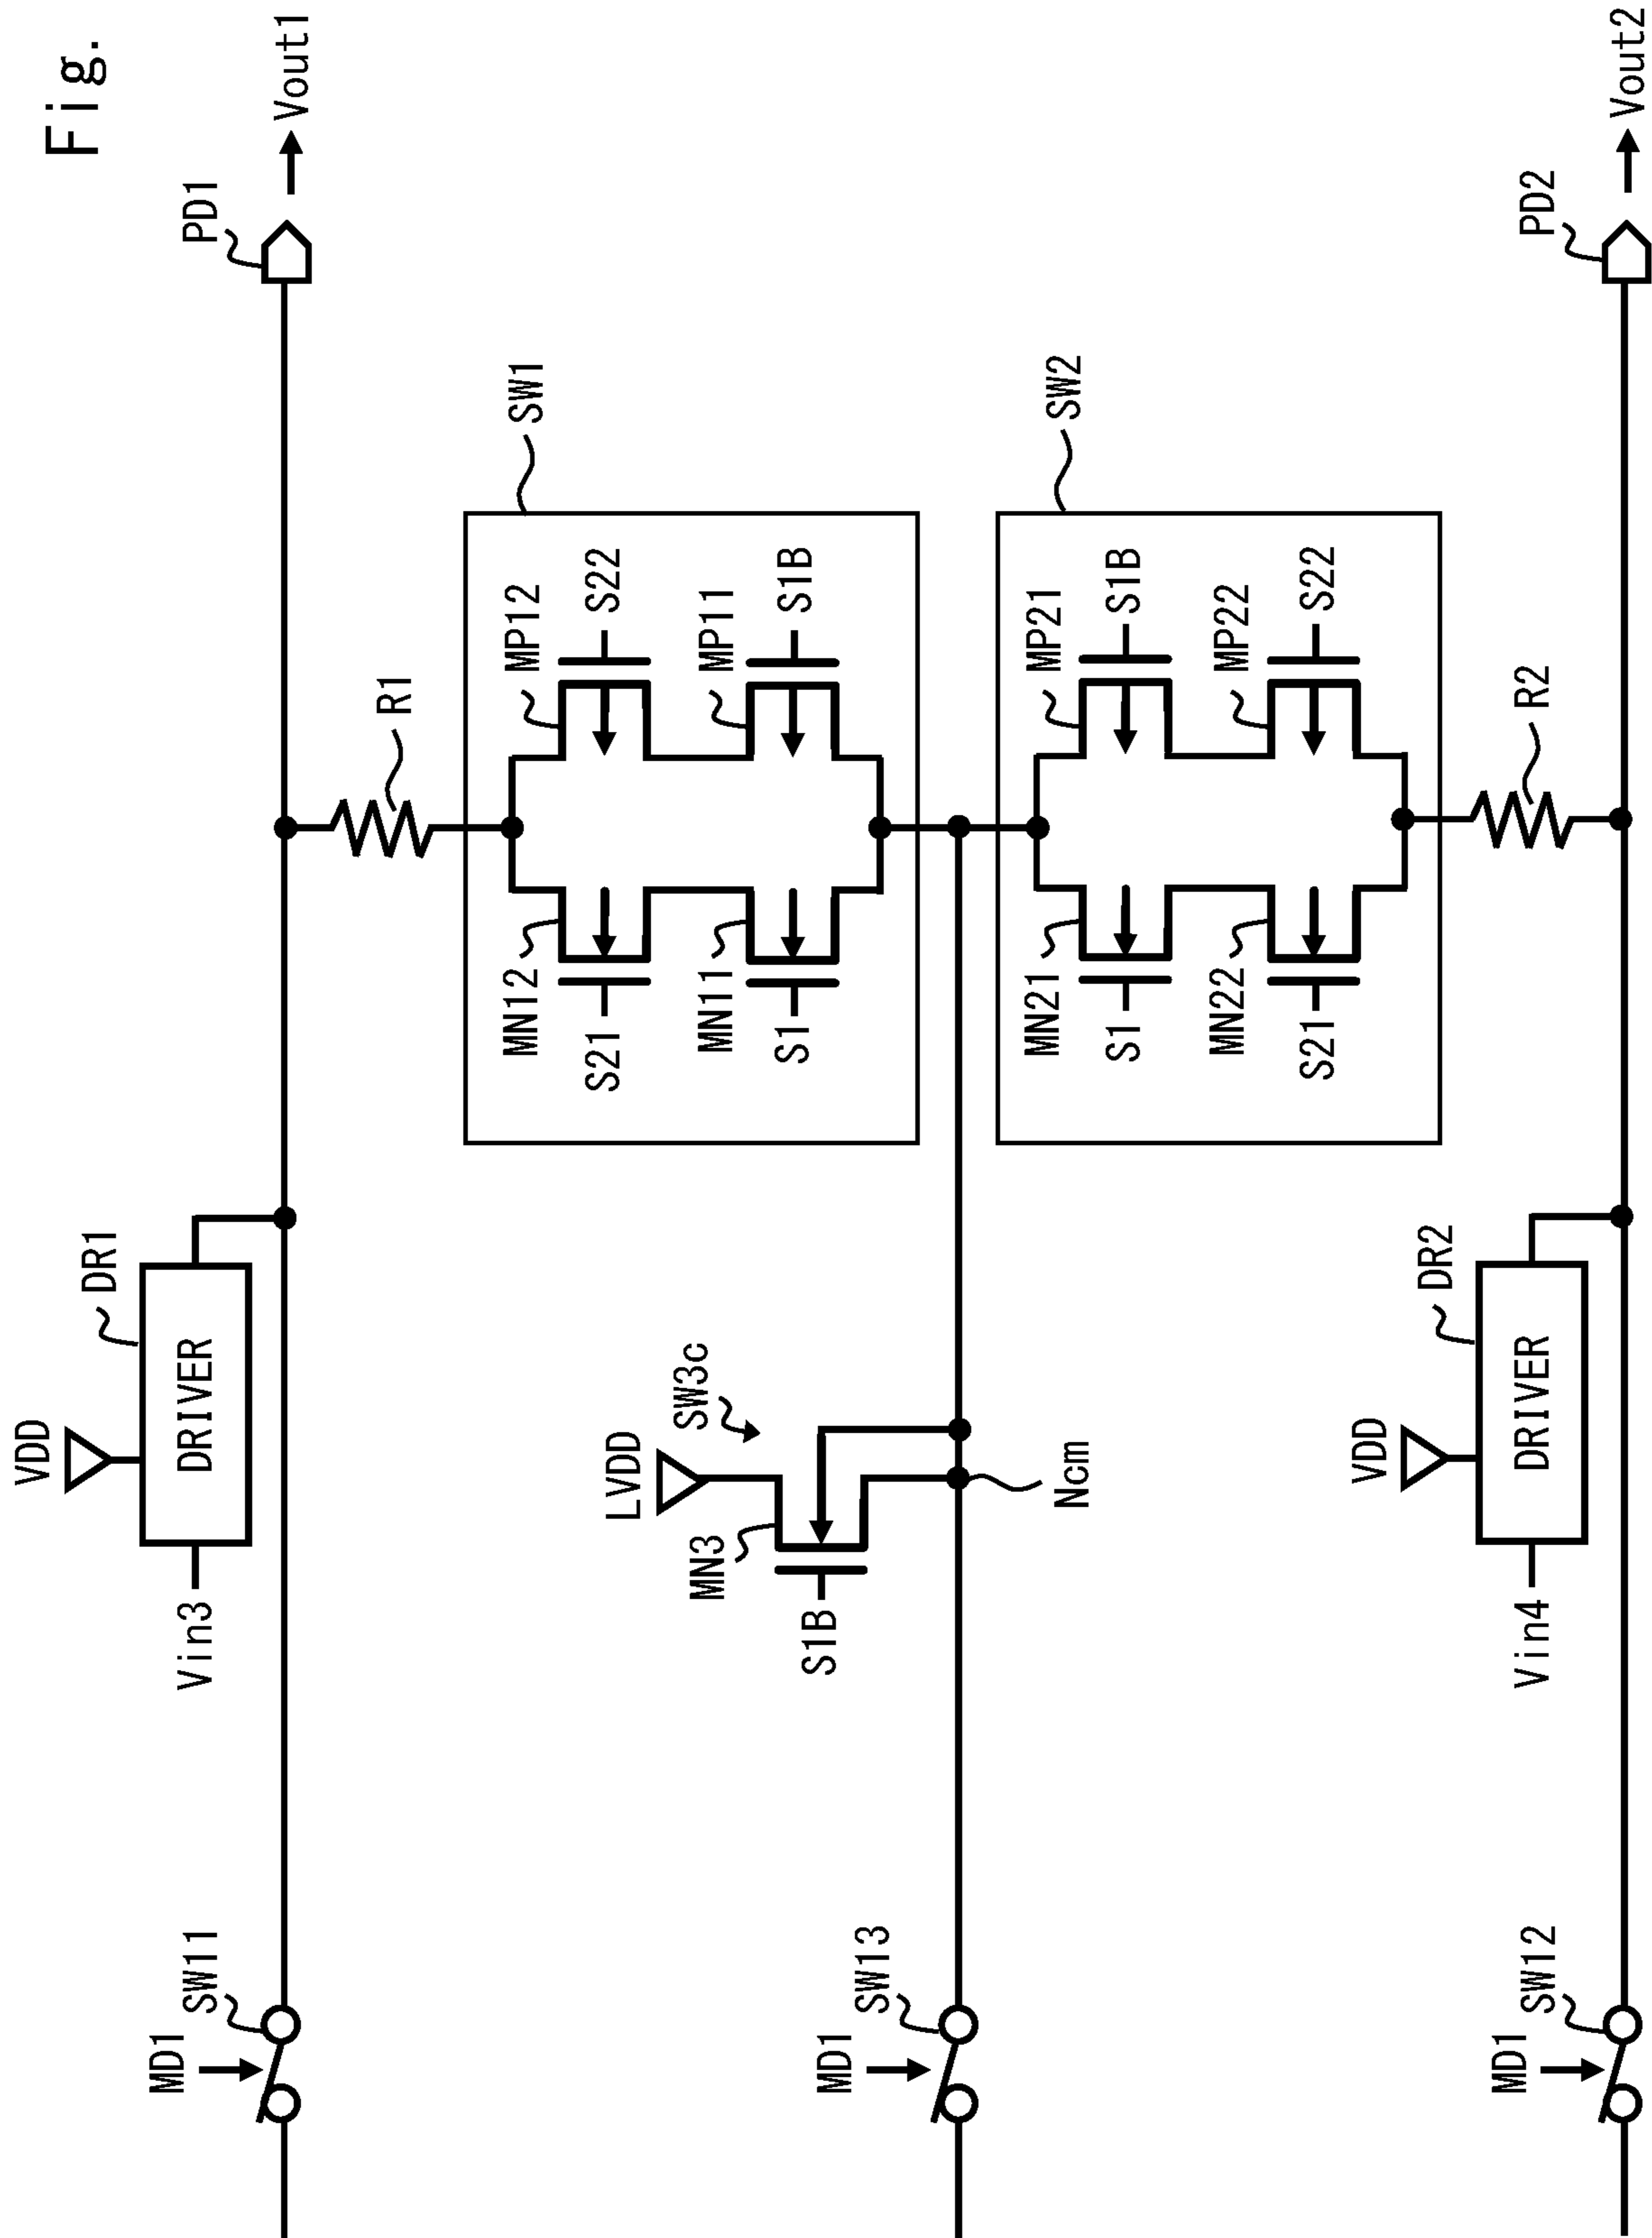 Fig.
VDD
DR1
DRIVER
Vin3
MD1
SW11
PD1
Vout1
R1
SW1
MN12
S21
MP12
S22
MN11
S1
MP11
S1B
LVDD
SW3c
MN3
S1B
Ncm
MD1
SW13
SW2
MN21
S1
MP21
S1B
MN22
S21
MP22
S22
R2
VDD
DR2
DRIVER
Vin4
MD1
SW12
PD2
Vout2